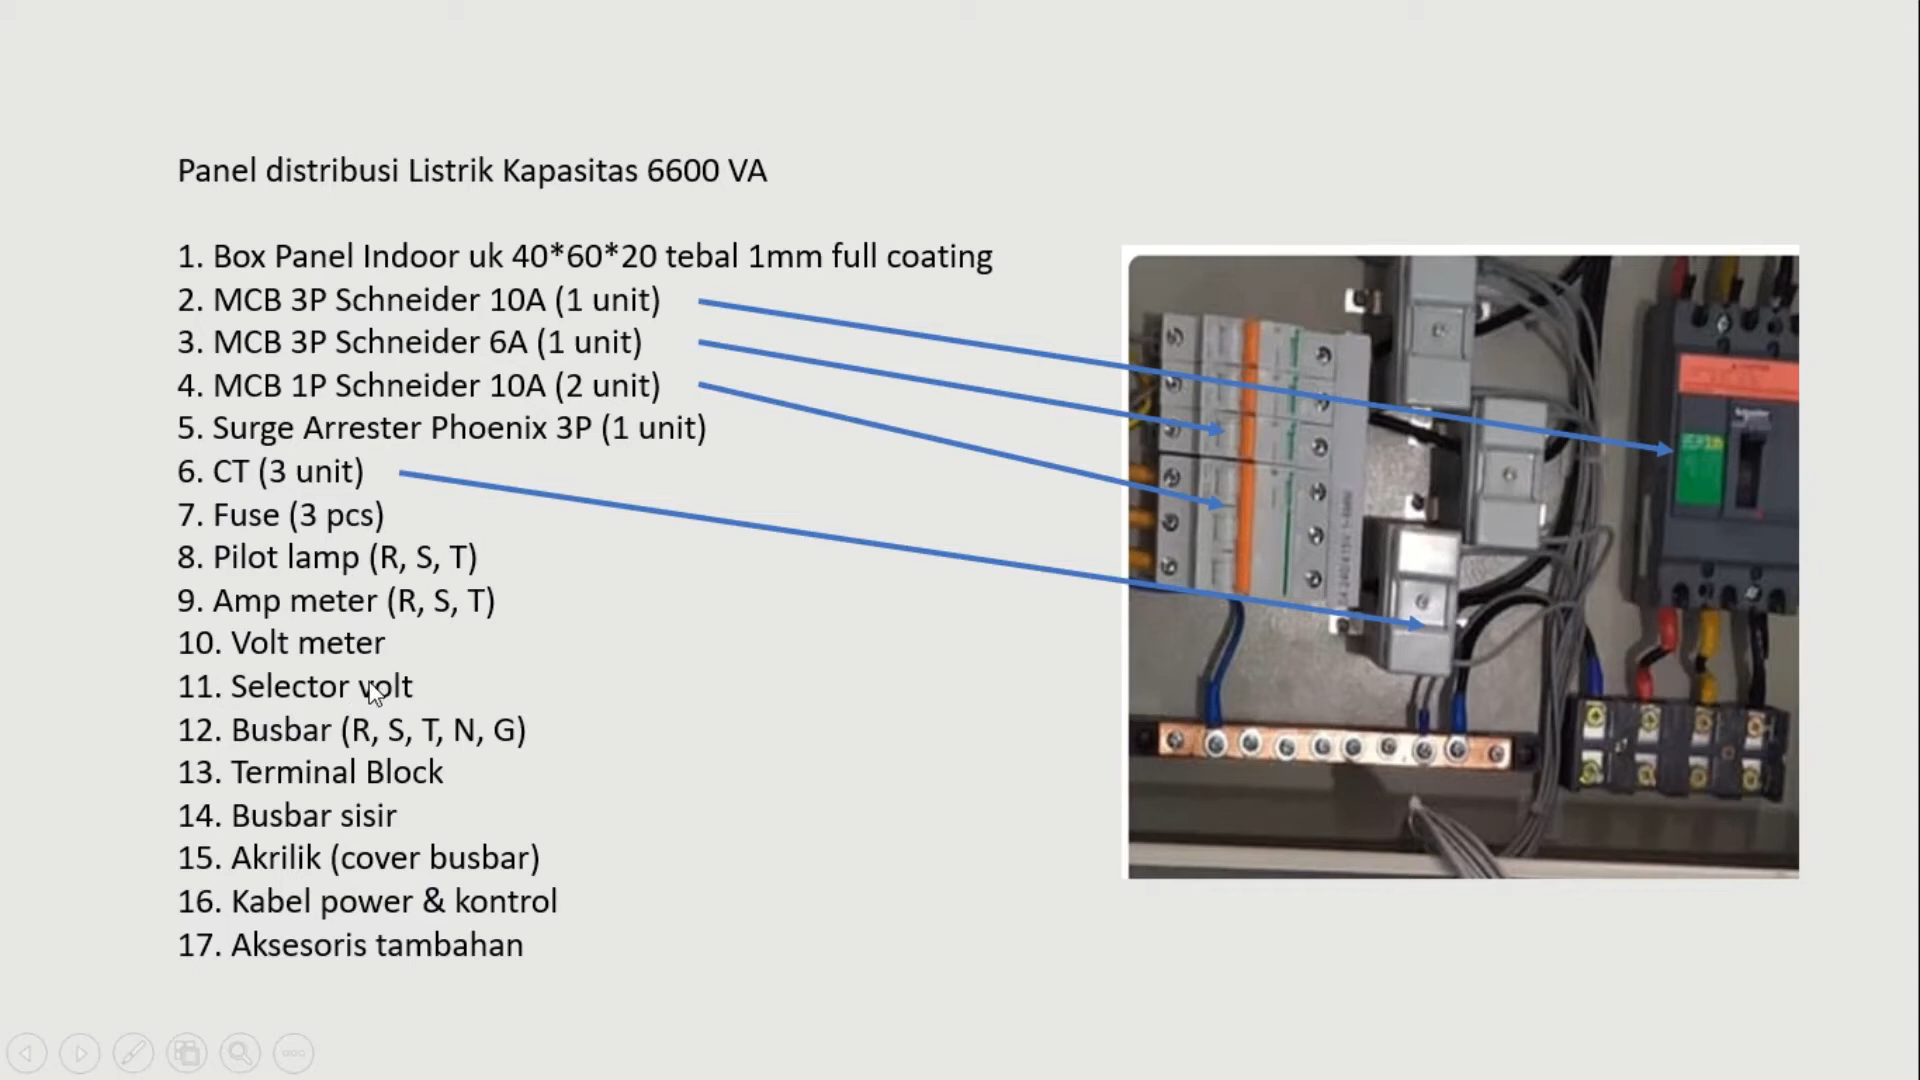 Panel distribusi Listrik Kapasitas 6600 VA
1. Box Panel Indoor uk 40*60*20 tebal 1mm full coating
2. MCB 3P Schneider 10A (1 unit)
3. MCB 3P Schneider 6A (1 unit)
4. MCB 1P Schneider 10A (2 unit)
5. Surge Arrester Phoenix 3P (1 unit)
6. CT (3 unit)
7. Fuse (3 pcs)
8. Pilot lamp (R, S, T)
9. Amp meter (R, S, T)
10. Volt meter
11. Selector volt
12. Busbar (R, S, T, N, G)
13. Terminal Block
14. Busbar sisir
15. Akrilik (cover busbar)
16. Kabel power & kontrol
17. Aksesoris tambahan